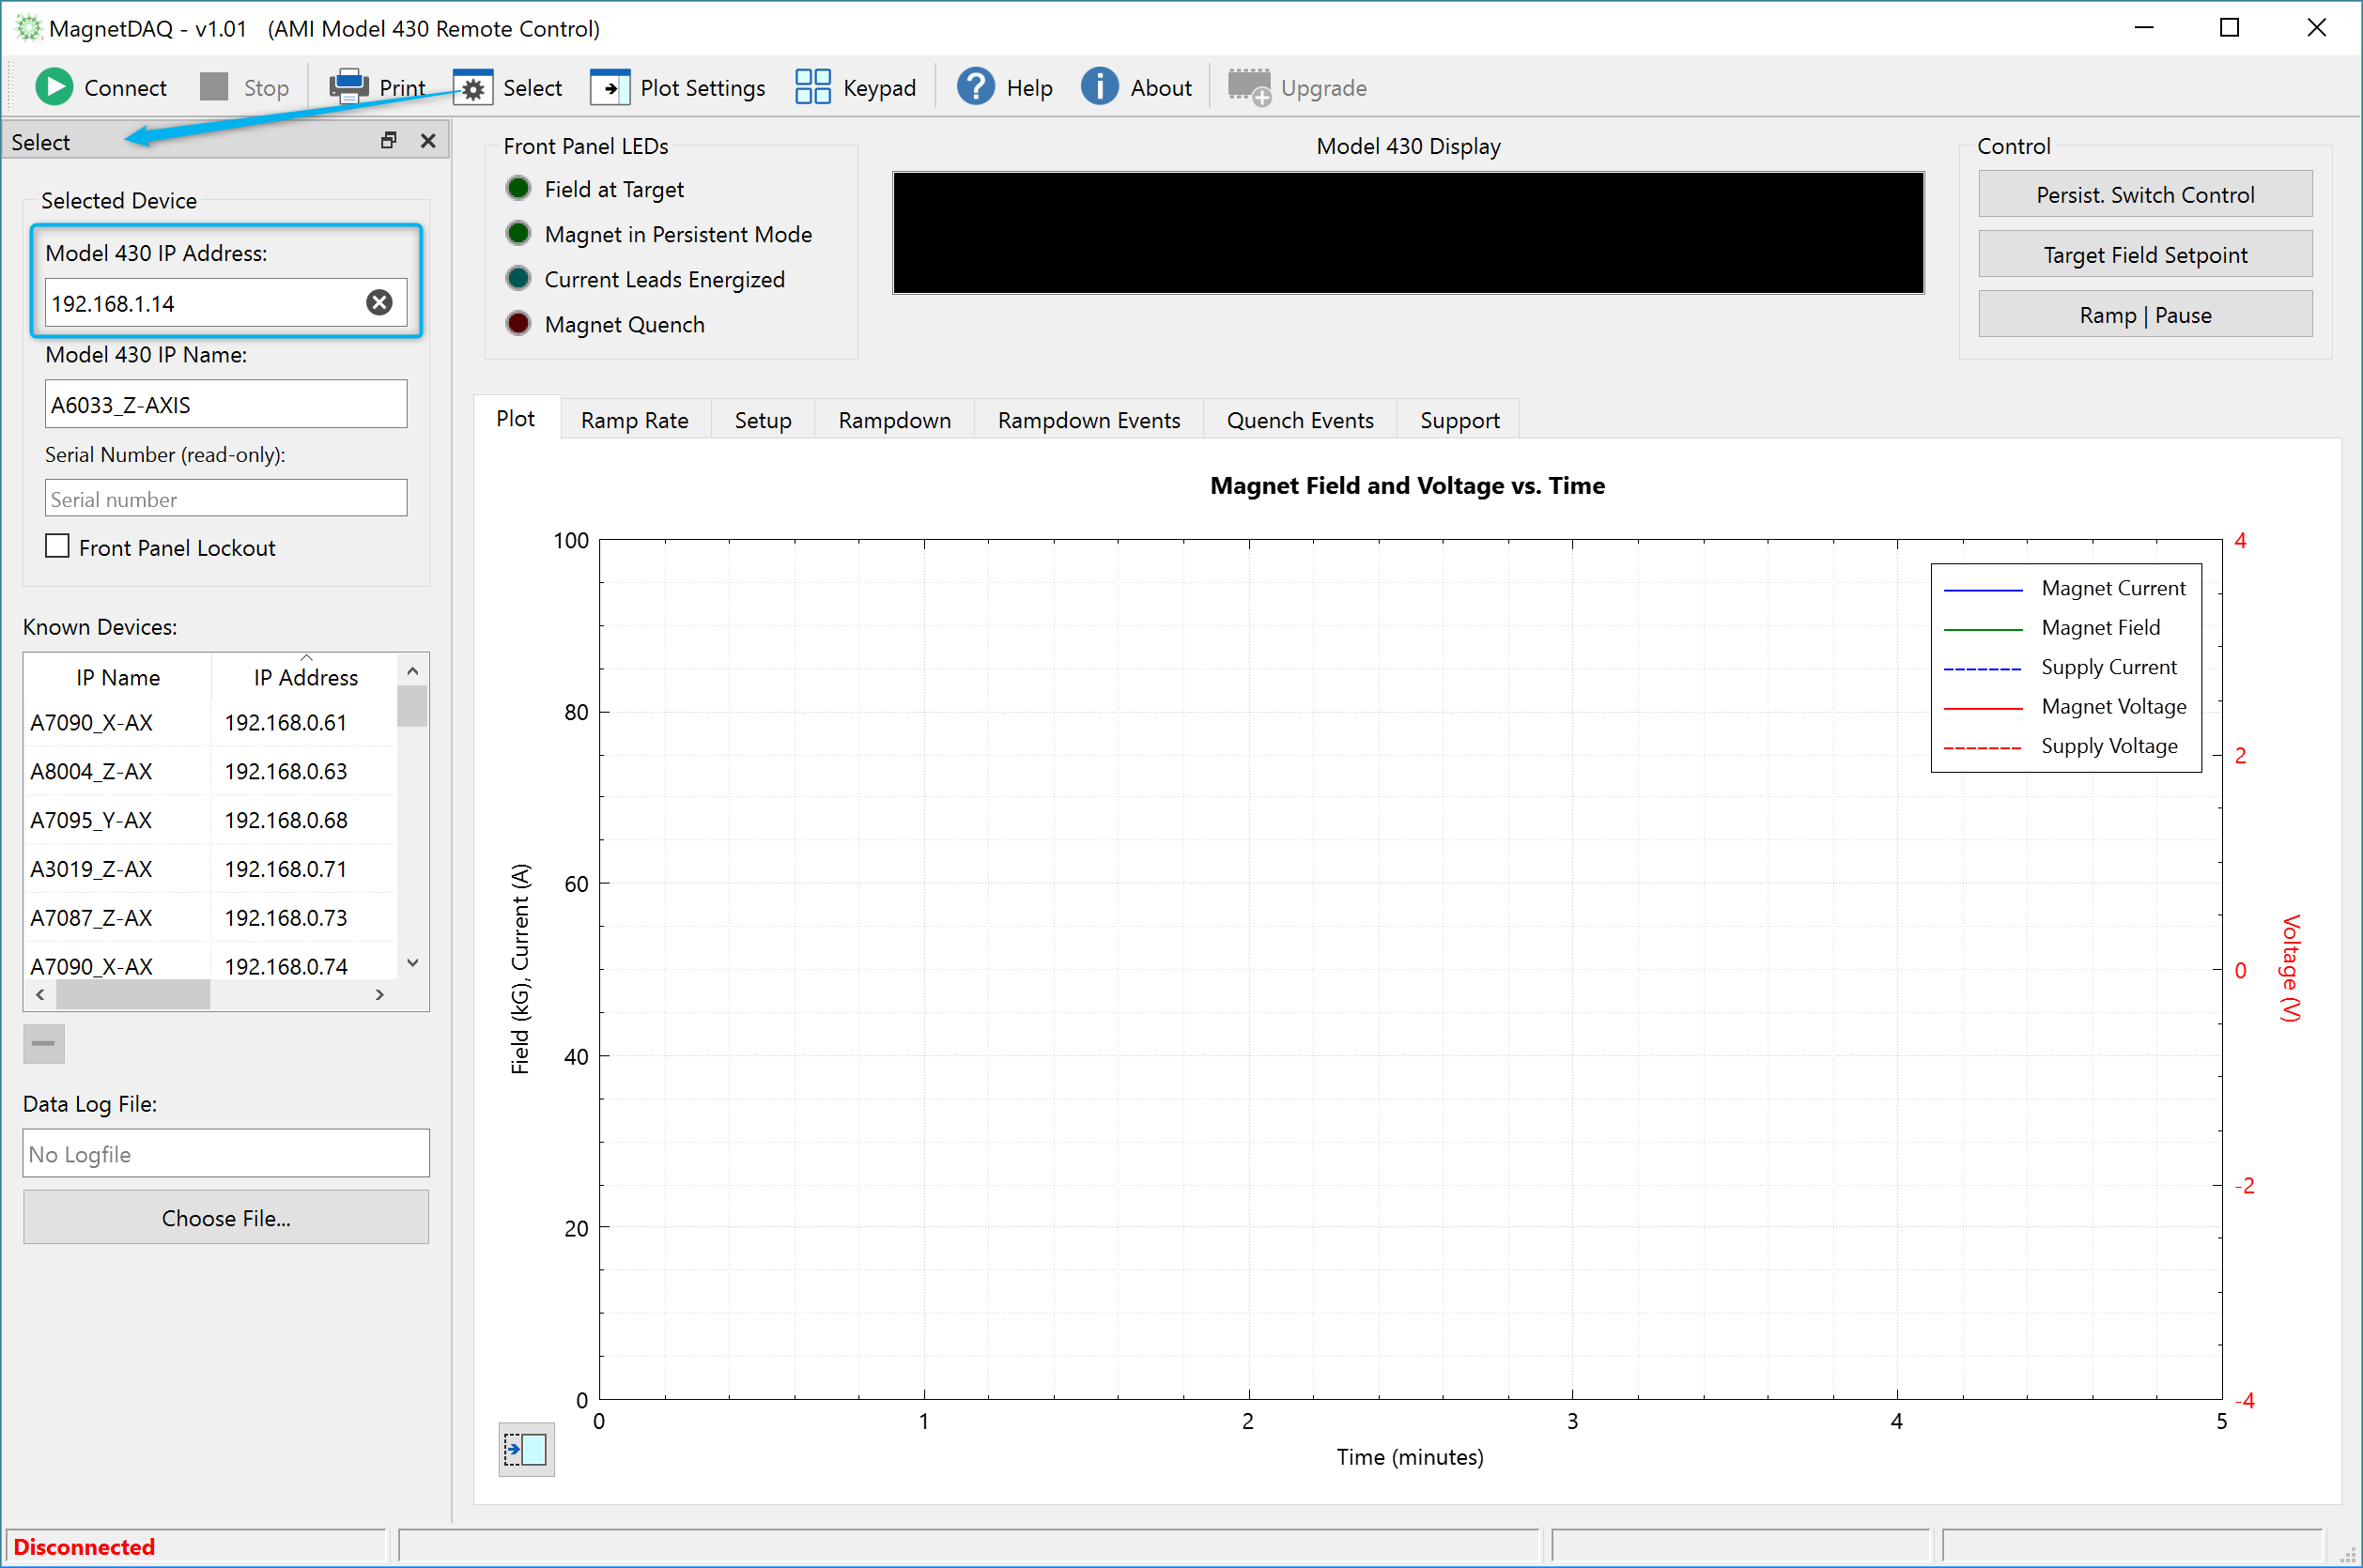 MagnetDAQ - v1.01   (AMI Model 430 Remote Control)
Connect Stop Print Select Plot Settings Keypad Help About Upgrade
Select
Selected Device
Model 430 IP Address:
192.168.1.14
Model 430 IP Name:
A6033_Z-AXIS
Serial Number (read-only):
Serial number
Front Panel Lockout
Known Devices:
IP Name IP Address
A7090_X-AX 192.168.0.61
A8004_Z-AX 192.168.0.63
A7095_Y-AX 192.168.0.68
A3019_Z-AX 192.168.0.71
A7087_Z-AX 192.168.0.73
A7090_X-AX 192.168.0.74
Data Log File:
No Logfile
Choose File...
Front Panel LEDs
Field at Target
Magnet in Persistent Mode
Current Leads Energized
Magnet Quench
Model 430 Display
Control
Persist. Switch Control
Target Field Setpoint
Ramp | Pause
Plot Ramp Rate Setup Rampdown Rampdown Events Quench Events Support
Magnet Field and Voltage vs. Time
Field (kG), Current (A)
100
80
60
40
20
0
Magnet Current
Magnet Field
Supply Current
Magnet Voltage
Supply Voltage
4
2
0
-2
-4
Voltage (V)
0 1 2 3 4 5
Time (minutes)
Disconnected